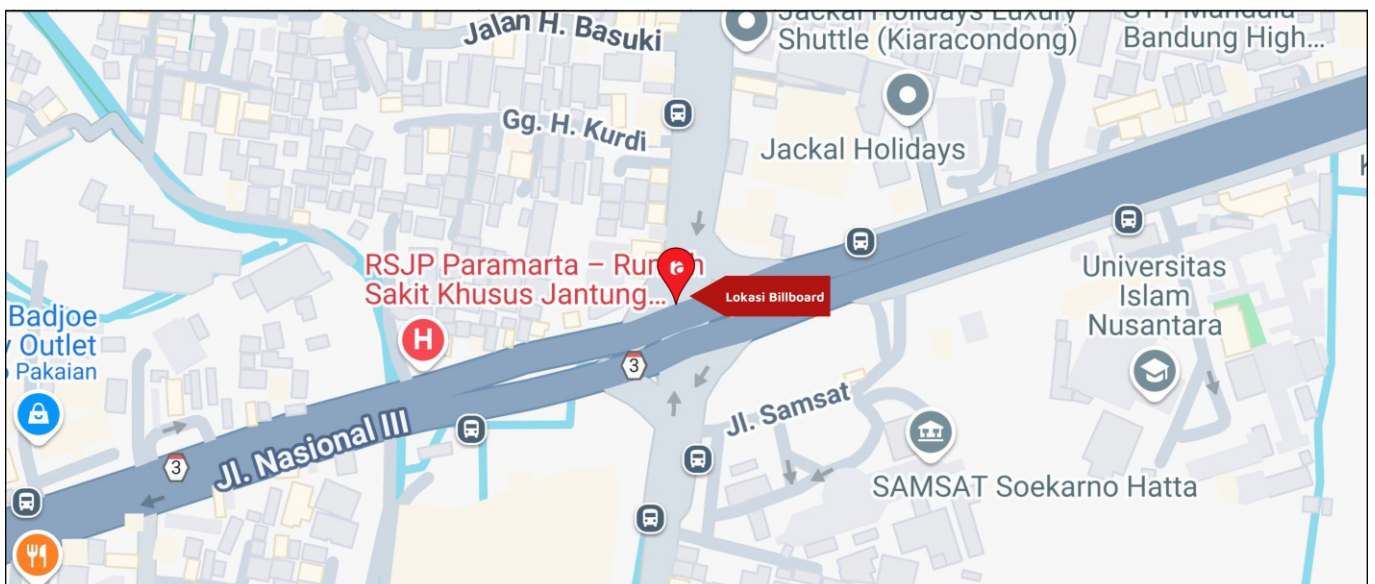 Jalan H. Basuki
Jackal Holidays Luxury
Shuttle (Kiaracondong)
Bandung High...
Gg. H. Kurdi
Jackal Holidays
RSJP Paramarta – Rum h
Sakit Khusus Jantung...
Lokasi Billboard
Universitas
Islam
Nusantara
Badjoe
Outlet
Pakaian
H
3
3
Jl. Nasional III
Jl. Samsat
SAMSAT Soekarno Hatta